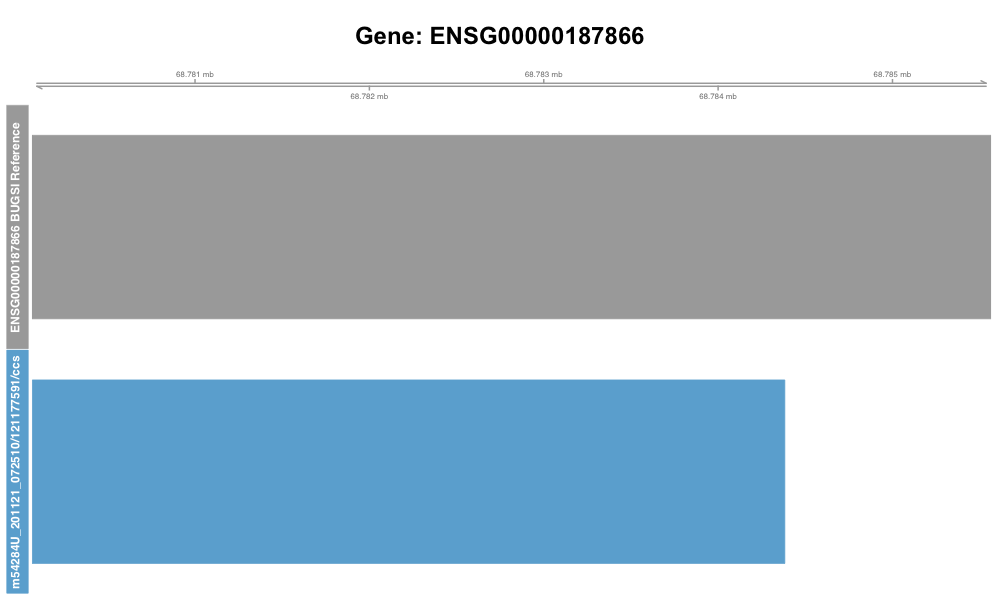 Gene: ENSG00000187866
68.781 mb
68.783 mb
68.785 mb
68.782 mb
68.784 mb
ENSG00000187866 BUGSI Reference
m54284U_201121_072510/121177591/ccs